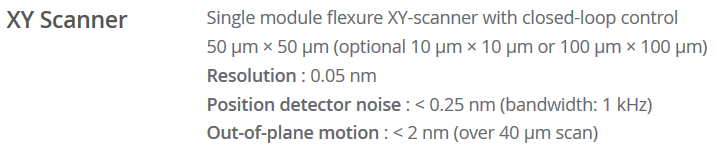 XY Scanner
Single module flexure XY-scanner with closed-loop control
50 μm × 50 μm (optional 10 μm × 10 μm or 100 μm × 100 μm)
Resolution : 0.05 nm
Position detector noise : < 0.25 nm (bandwidth: 1 kHz)
Out-of-plane motion : < 2 nm (over 40 μm scan)